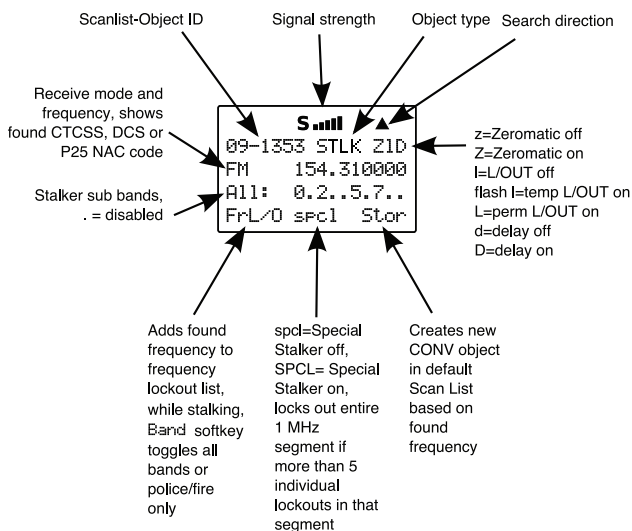 Scanlist-Object ID
Signal strength
Object type
Search direction
Receive mode and
frequency, shows
found CTCSS, DCS or
P25 NAC code
Stalker sub bands,
. = disabled
S
09-1353 STLK ZlD
FM 154.310000
All: 0.2..5.7..
FrL/O spcl Stor
z=Zeromatic off
Z=Zeromatic on
l=L/OUT off
flash l=temp L/OUT on
L=perm L/OUT on
d=delay off
D=delay on
Adds found
frequency to
frequency
lockout list,
while stalking,
Band softkey
toggles all
bands or
police/fire
only
spcl=Special
Stalker off,
SPCL= Special
Stalker on,
locks out entire
1 MHz
segment if
more than 5
individual
lockouts in that
segment
Creates new
CONV object
in default
Scan List
based on
found
frequency